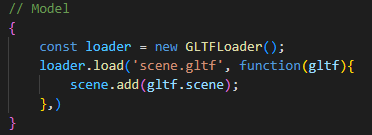 // Model
{
    const loader = new GLTFLoader();
    loader.load('scene.gltf', function(gltf){
        scene.add(gltf.scene);
    },)
}